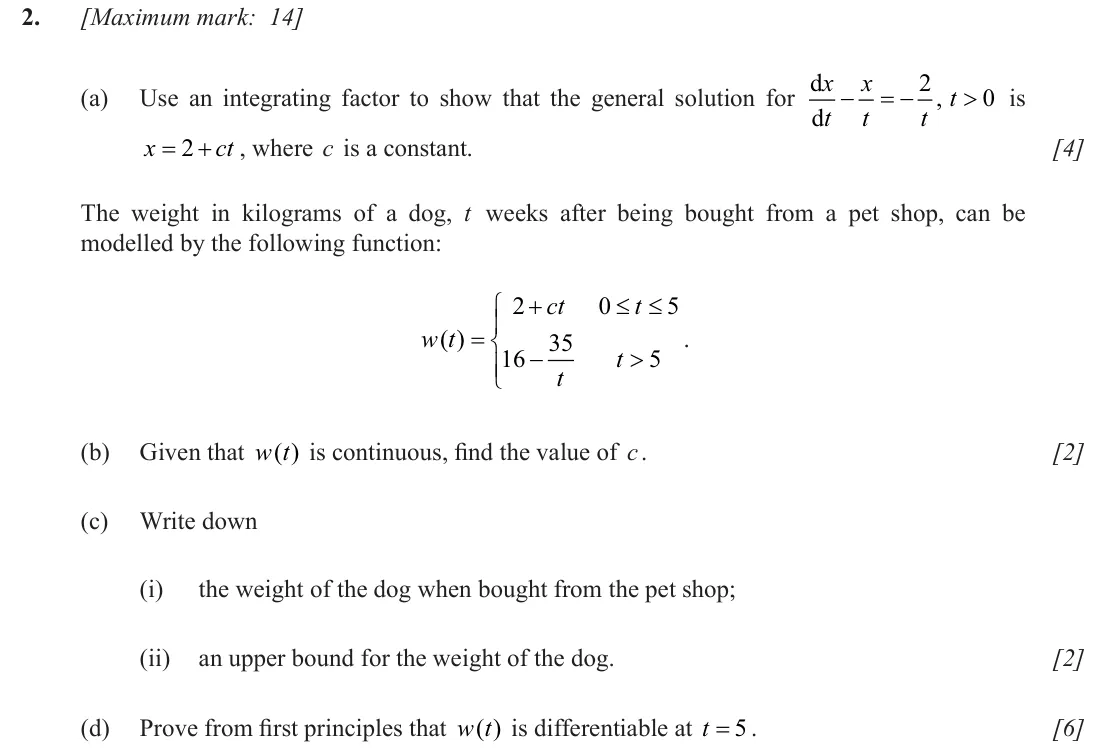 2. [Maximum mark: 14]
(a) Use an integrating factor to show that the general solution for dx/dt − x/t = −2/t, t > 0 is
x = 2 + ct , where c is a constant. [4]
The weight in kilograms of a dog, t weeks after being bought from a pet shop, can be
modelled by the following function:
w(t) = { 2 + ct 0 ≤ t ≤ 5
16 − 35/t t > 5 .
(b) Given that w(t) is continuous, find the value of c . [2]
(c) Write down
(i) the weight of the dog when bought from the pet shop;
(ii) an upper bound for the weight of the dog. [2]
(d) Prove from first principles that w(t) is differentiable at t = 5 . [6]